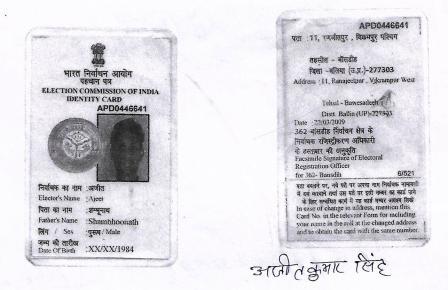 भारत निर्वाचन आयोग
पहचान पत्र
ELECTION COMMISSION OF INDIA
IDENTITY CARD
APD0446641
निर्वाचक का नाम : अजीत
Elector's Name : Ajeet
पिता का नाम : शम्भूनाथ
Father's Name : Shambhoonath
लिंग / Sex : पुरूष / Male
जन्म की तारीख
Date Of Birth : XX/XX/1984
APD0446641
पता : 11, रनजीतपुर, विक्रमपुर पश्चिम
तहसील - बाँसडीह
जिला - बलिया (उ.प्र.)-277303
Address : 11, Ranajeetpur, Vikrampur West
Tehsil -
Distt. Ballia (UP)-277303
Date : 22/03/2009
362-बांसडीह निर्वाचन क्षेत्र के
निर्वाचक रजिस्ट्रीकरण अधिकारी
के हस्ताक्षर की अनुकृति
Facsimile Signature of Electoral
Registration Officer
for 362- Bansdih
6/521
In case of change in address, mention this
Card No. in the relevant Form for including
your name in the roll at the changed address
and to obtain the card with the same number.
अजीत कुमार सिंह